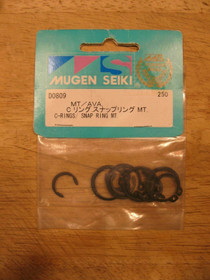 MUGEN SEIKI
D0609 250
MT/AVA.
Cリング.スナップリング MT.
C-RINGS/ SNAP RING MT